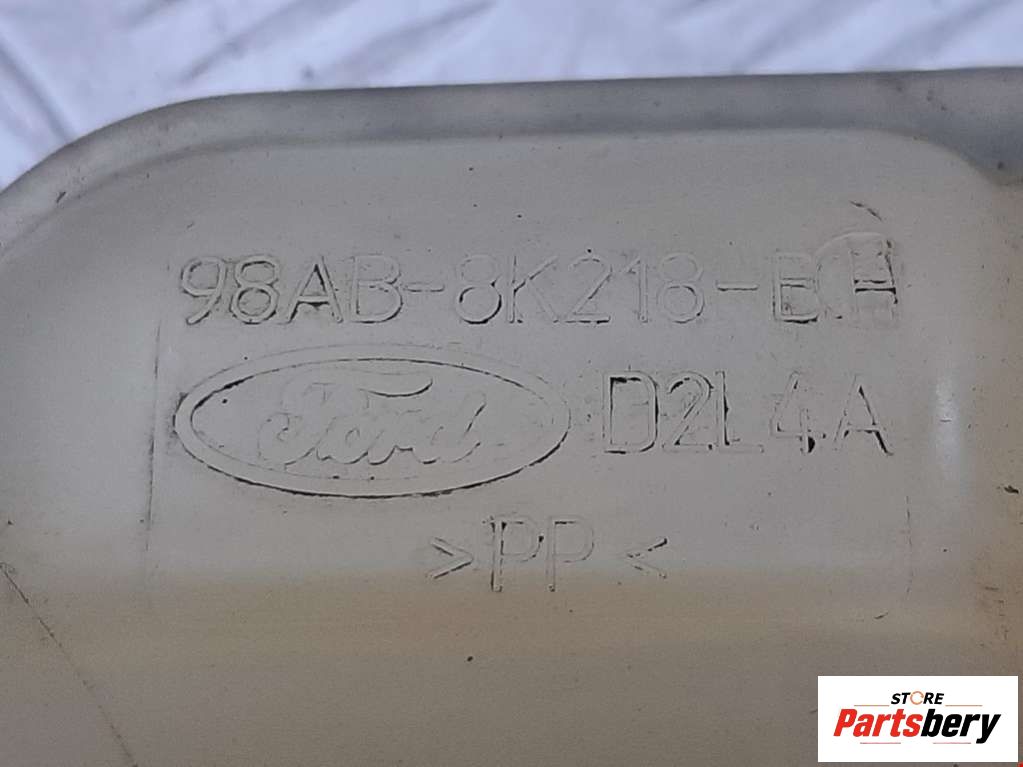 98AB-8K218-BH
Ford
D2L4A
>PP<
STORE
Partsbery